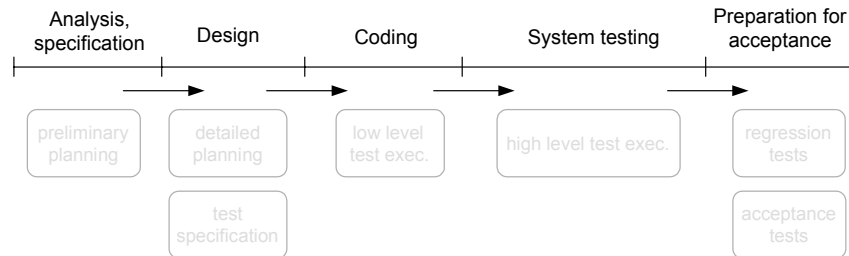 Analysis,
specification
Design
Coding
System testing
Preparation for
acceptance
preliminary
planning
detailed
planning
low level
test exec.
high level test exec.
regression
tests
test
specification
acceptance
tests